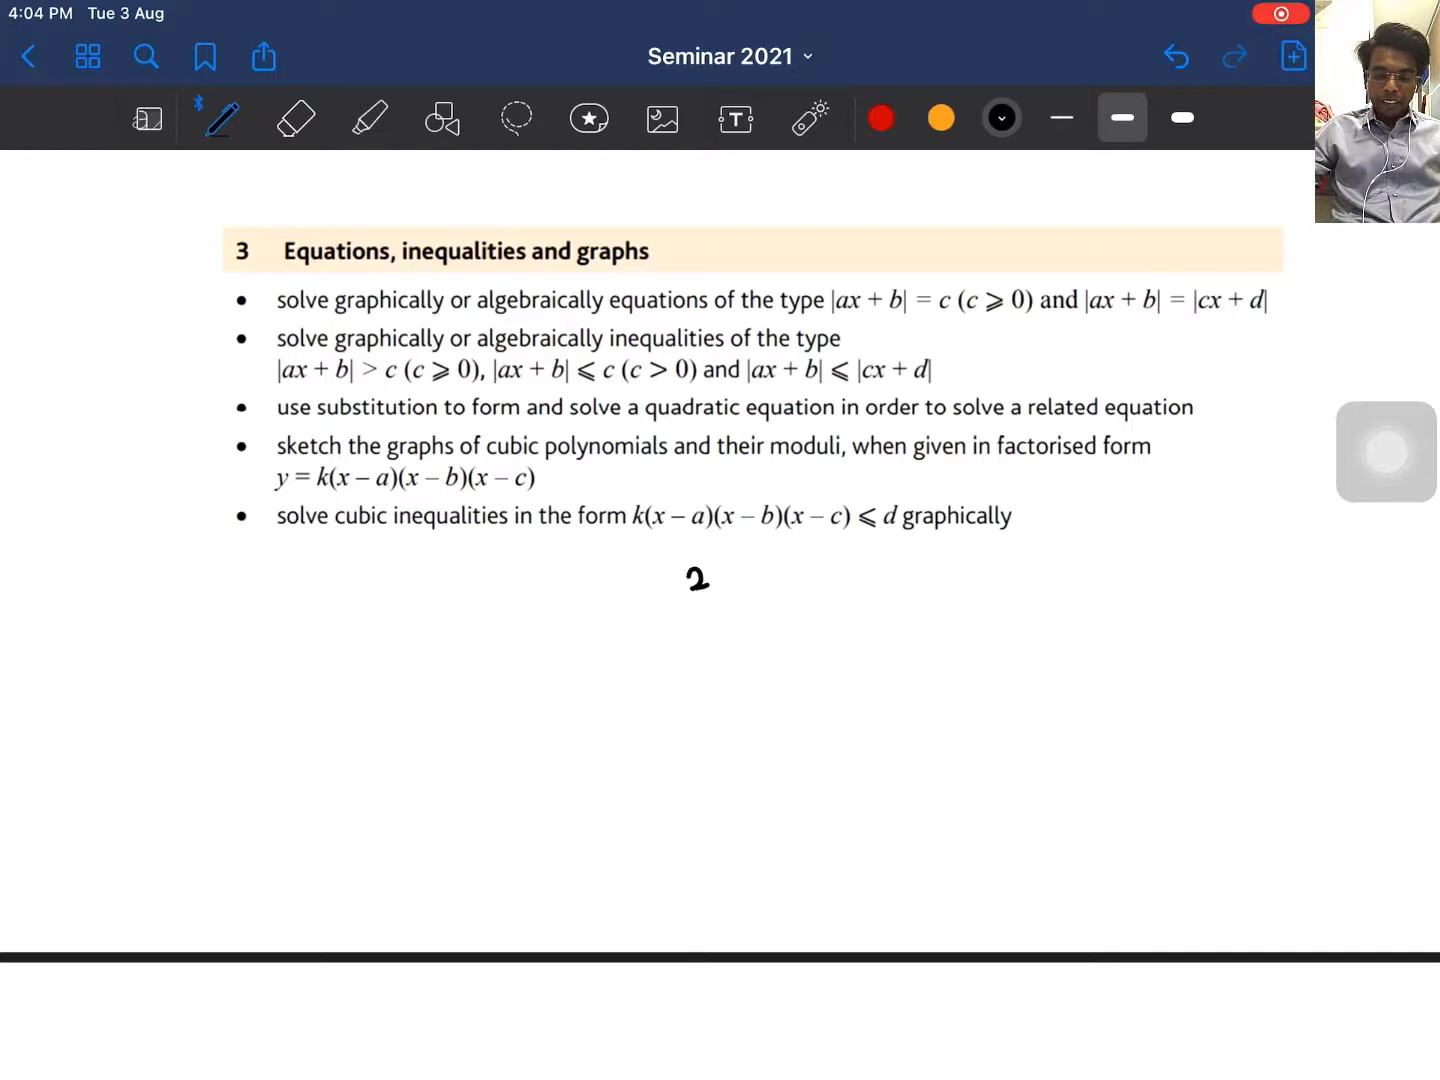 4:04 PM Tue 3 Aug
Seminar 2021
T
3 Equations, inequalities and graphs
• solve graphically or algebraically equations of the type |ax + b| = c (c ⩾ 0) and |ax + b| = |cx + d|
• solve graphically or algebraically inequalities of the type
|ax + b| > c (c ⩾ 0), |ax + b| ⩽ c (c > 0) and |ax + b| ⩽ |cx + d|
• use substitution to form and solve a quadratic equation in order to solve a related equation
• sketch the graphs of cubic polynomials and their moduli, when given in factorised form
y = k(x – a)(x – b)(x – c)
• solve cubic inequalities in the form k(x – a)(x – b)(x – c) ⩽ d graphically
2